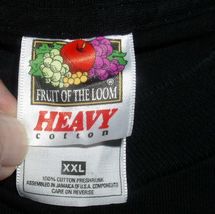 FRUIT OF THE LOOM
HEAVY
cotton
XXL
100% COTTON PRESHRUNK
ASSEMBLED IN JAMAICA OF U.S.A. COMPONENTS
CARE ON REVERSE